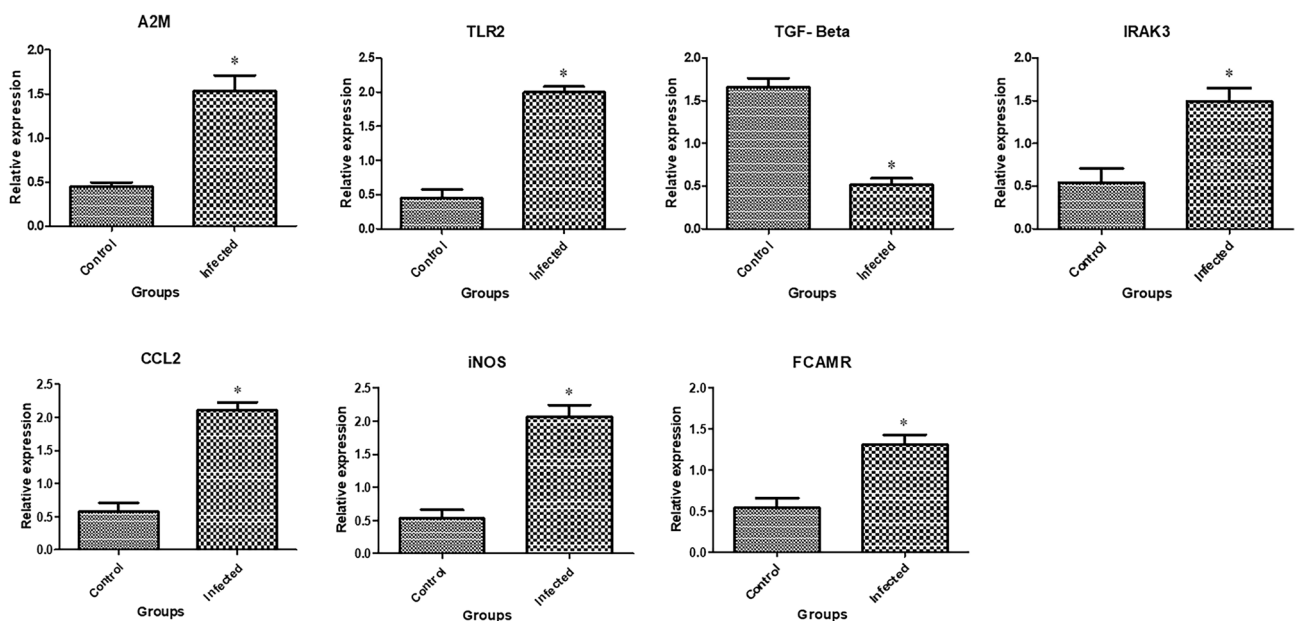 A2M
Relative expression
2.0
1.5
1.0
0.5
0.0
*
Control
Infected
Groups
TLR2
Relative expression
2.5
2.0
1.5
1.0
0.5
0.0
*
Control
Infected
Groups
TGF- Beta
Relative expression
2.0
1.5
1.0
0.5
0.0
*
Control
Infected
Groups
IRAK3
Relative expression
2.0
1.5
1.0
0.5
0.0
*
Control
Infected
Groups
CCL2
Relative expression
2.5
2.0
1.5
1.0
0.5
0.0
*
Control
Infected
Groups
iNOS
Relative expression
2.5
2.0
1.5
1.0
0.5
0.0
*
Control
Infected
Groups
FCAMR
Relative expression
2.0
1.5
1.0
0.5
0.0
*
Control
Infected
Groups